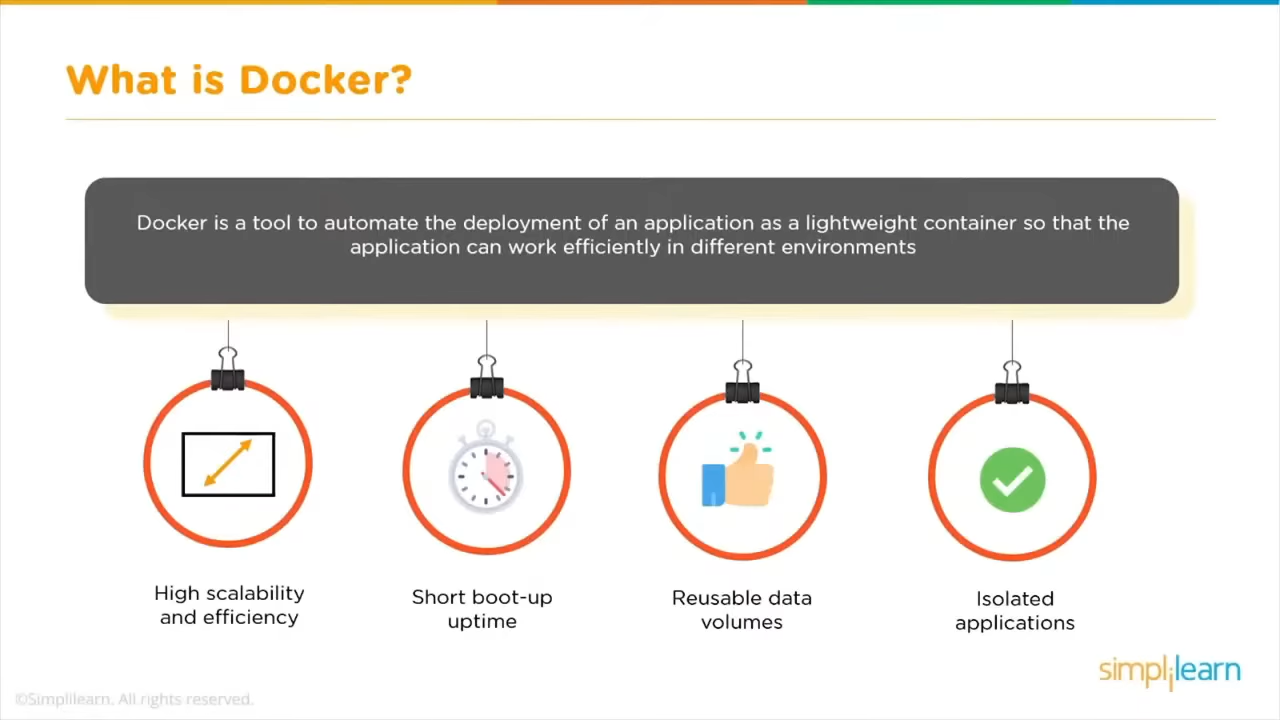 What is Docker?
Docker is a tool to automate the deployment of an application as a lightweight container so that the
application can work efficiently in different environments
High scalability
and efficiency
Short boot-up
uptime
Reusable data
volumes
Isolated
applications
simplilearn
©Simplilearn. All rights reserved.